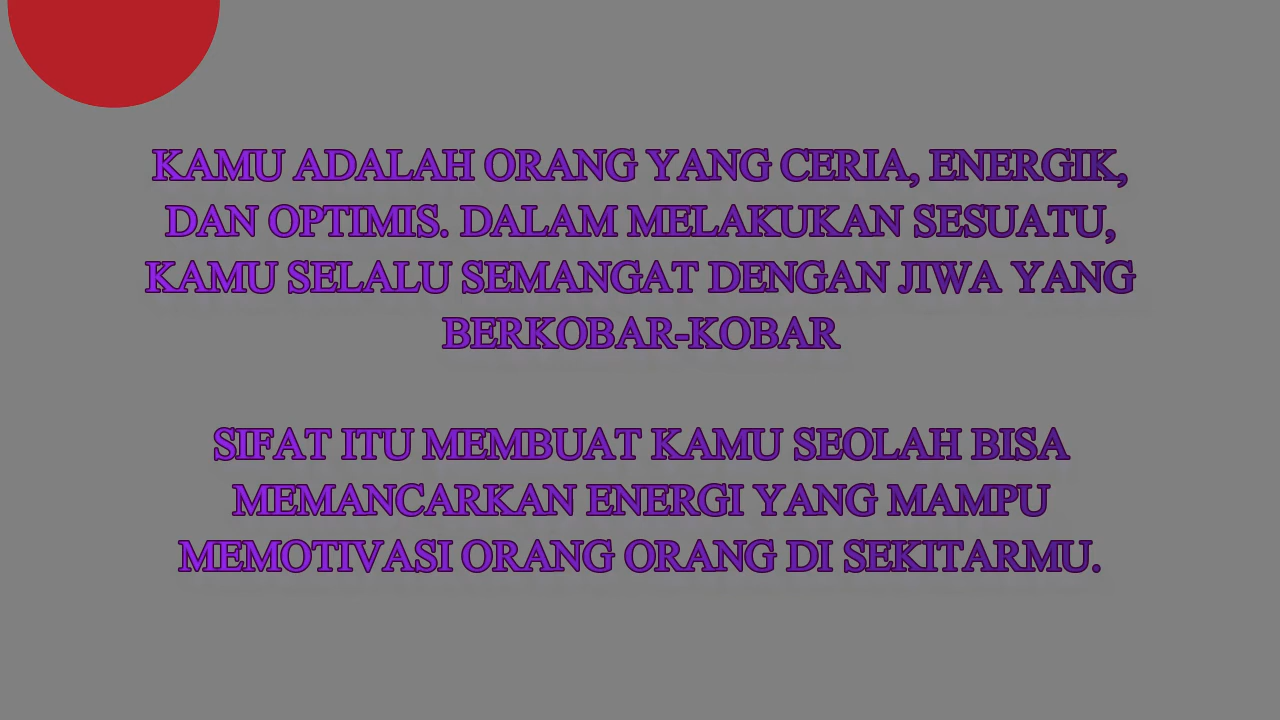 KAMU ADALAH ORANG YANG CERIA, ENERGIK,
DAN OPTIMIS. DALAM MELAKUKAN SESUATU,
KAMU SELALU SEMANGAT DENGAN JIWA YANG
BERKOBAR-KOBAR
SIFAT ITU MEMBUAT KAMU SEOLAH BISA
MEMANCARKAN ENERGI YANG MAMPU
MEMOTIVASI ORANG ORANG DI SEKITARMU.